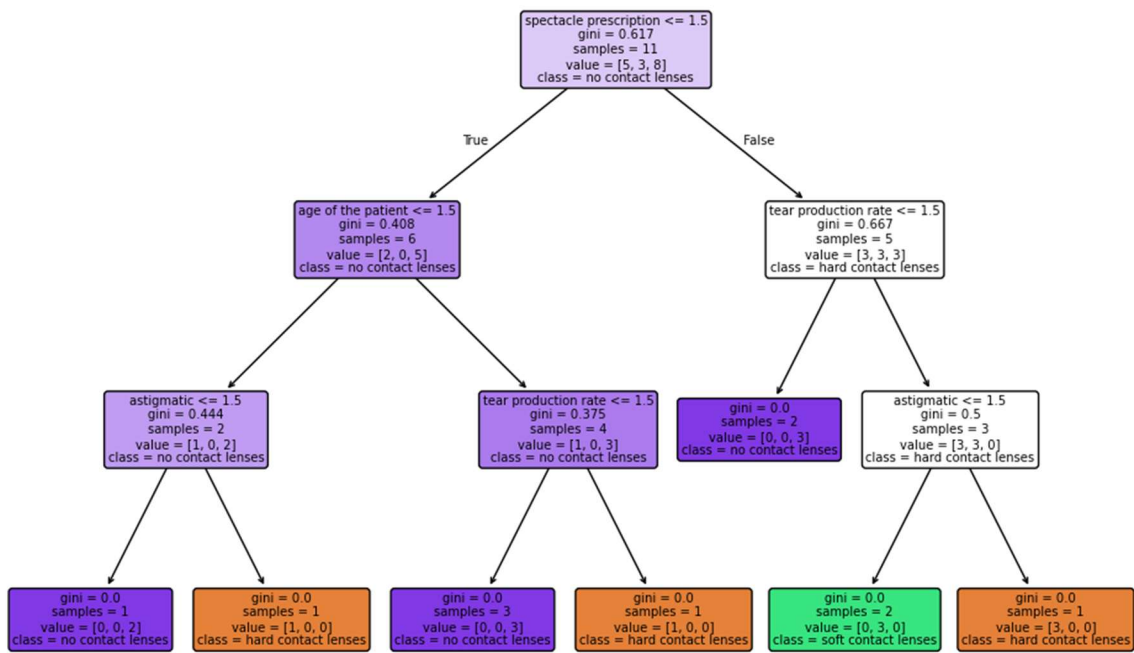 spectacle prescription <= 1.5
gini = 0.617
samples = 11
value = [5, 3, 8]
class = no contact lenses
True
False
age of the patient <= 1.5
gini = 0.408
samples = 6
value = [2, 0, 5]
class = no contact lenses
tear production rate <= 1.5
gini = 0.667
samples = 5
value = [3, 3, 3]
class = hard contact lenses
astigmatic <= 1.5
gini = 0.444
samples = 2
value = [1, 0, 2]
class = no contact lenses
tear production rate <= 1.5
gini = 0.375
samples = 4
value = [1, 0, 3]
class = no contact lenses
gini = 0.0
samples = 2
value = [0, 0, 3]
class = no contact lenses
astigmatic <= 1.5
gini = 0.5
samples = 3
value = [3, 3, 0]
class = hard contact lenses
gini = 0.0
samples = 1
value = [0, 0, 2]
class = no contact lenses
gini = 0.0
samples = 1
value = [1, 0, 0]
class = hard contact lenses
gini = 0.0
samples = 3
value = [0, 0, 3]
class = no contact lenses
gini = 0.0
samples = 1
value = [1, 0, 0]
class = hard contact lenses
gini = 0.0
samples = 2
value = [0, 3, 0]
class = soft contact lenses
gini = 0.0
samples = 1
value = [3, 0, 0]
class = hard contact lenses